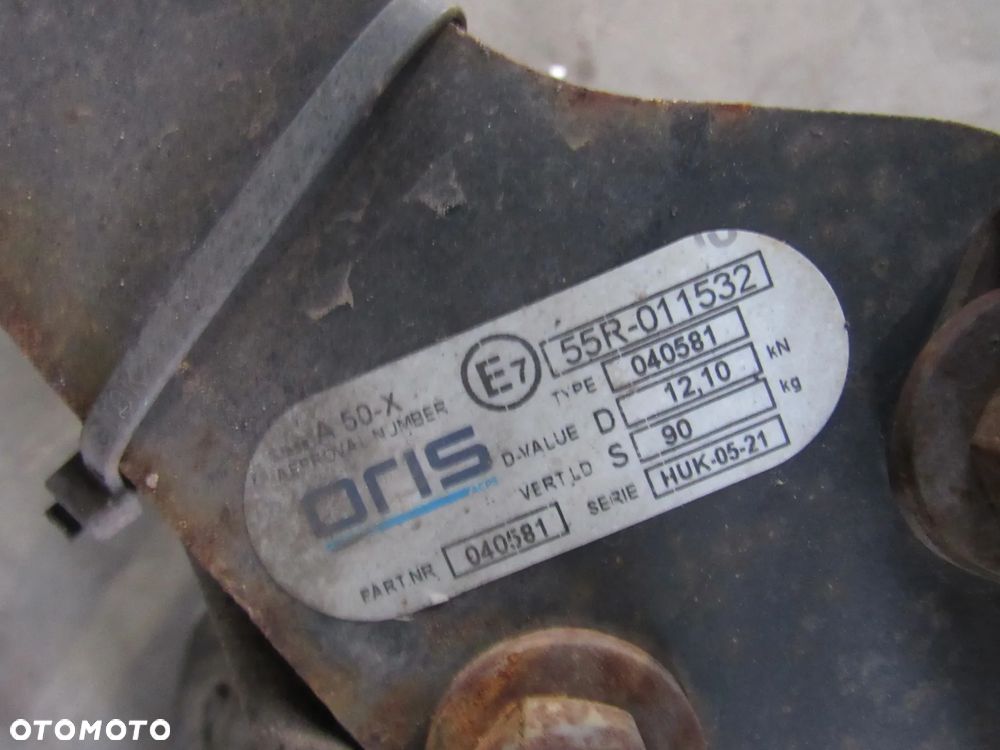 A 50-X
APPROVAL NUMBER
E7
55R-011532
TYPE 040581
D-VALUE D 12,10 kN
VERT.LD S 90 kg
SERIE HUK-05-21
ORIS
ACPS
PART.NR. 040581
OTOMOTO